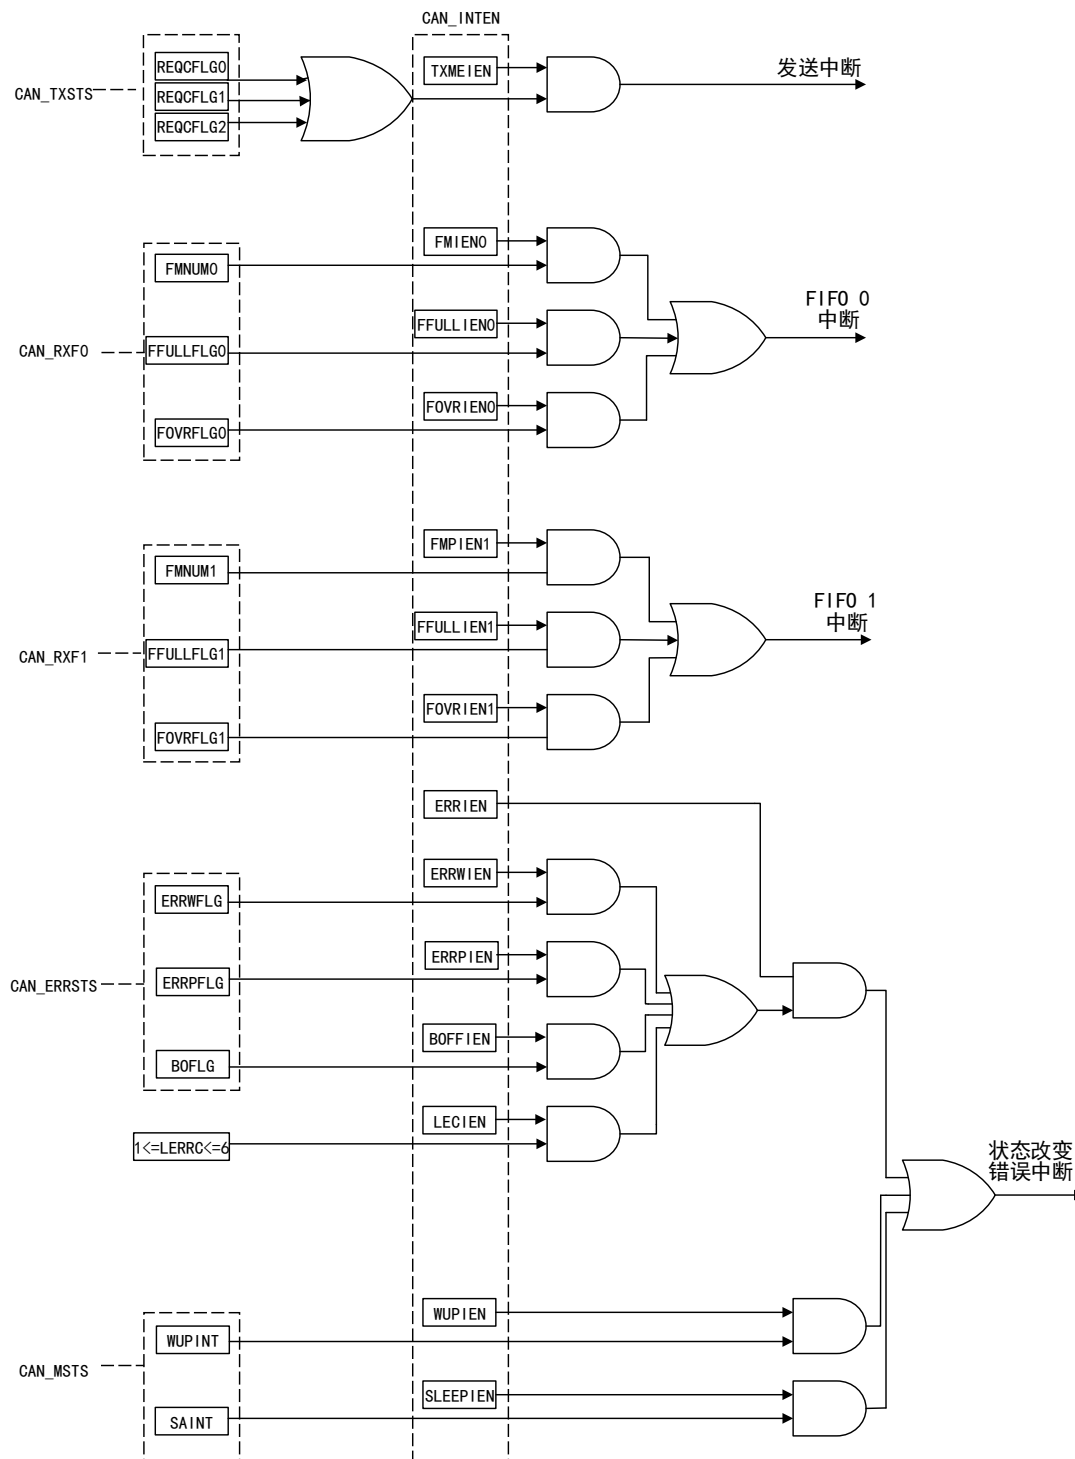 CAN_INTEN
REQCFLG0
TXMEIEN
发送中断
CAN_TXSTS
REQCFLG1
REQCFLG2
FMIEN0
FMNUM0
FIFO 0
中断
FFULLIEN0
CAN_RXF0
FFULLFLG0
FOVRIEN0
FOVRFLG0
FMPIEN1
FMNUM1
FIFO 1
中断
FFULLIEN1
CAN_RXF1
FFULLFLG1
FOVRIEN1
FOVRFLG1
ERRIEN
ERRWIEN
ERRWFLG
ERRPIEN
CAN_ERRSTS
ERRPFLG
BOFFIEN
BOFLG
LECIEN
1<=LERRC<=6
状态改变
错误中断
WUPIEN
WUPINT
CAN_MSTS
SLEEPIEN
SAINT